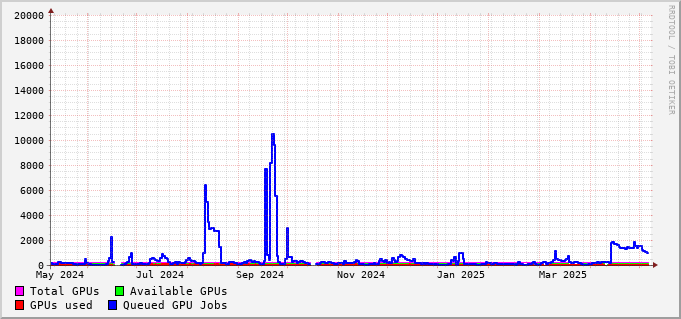 20000
18000
16000
14000
12000
10000
8000
6000
4000
2000
0
May 2024 Jul 2024 Sep 2024 Nov 2024 Jan 2025 Mar 2025
Total GPUs Available GPUs
GPUs used Queued GPU Jobs
RRDTOOL / TOBI OETIKER